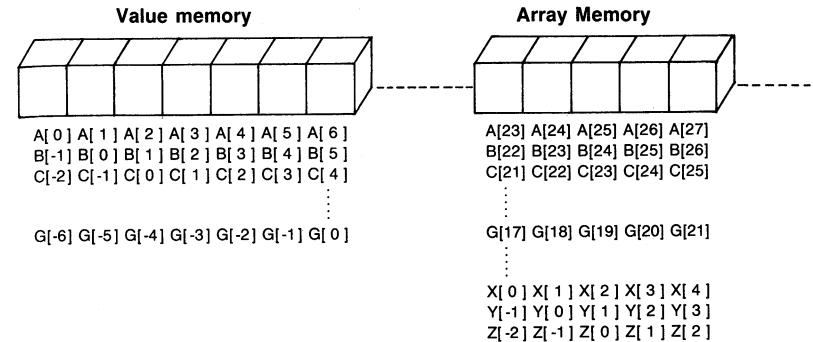 Value memory
A[ 0 ] A[ 1 ] A[ 2 ] A[ 3 ] A[ 4 ] A[ 5 ] A[ 6 ]
B[-1] B[ 0 ] B[ 1 ] B[ 2 ] B[ 3 ] B[ 4 ] B[ 5 ]
C[-2] C[-1] C[ 0 ] C[ 1 ] C[ 2 ] C[ 3 ] C[ 4 ]
G[-6] G[-5] G[-4] G[-3] G[-2] G[-1] G[ 0 ]
Array Memory
A[23] A[24] A[25] A[26] A[27]
B[22] B[23] B[24] B[25] B[26]
C[21] C[22] C[23] C[24] C[25]
G[17] G[18] G[19] G[20] G[21]
X[ 0 ] X[ 1 ] X[ 2 ] X[ 3 ] X[ 4 ]
Y[-1] Y[ 0 ] Y[ 1 ] Y[ 2 ] Y[ 3 ]
Z[-2] Z[-1] Z[ 0 ] Z[ 1 ] Z[ 2 ]